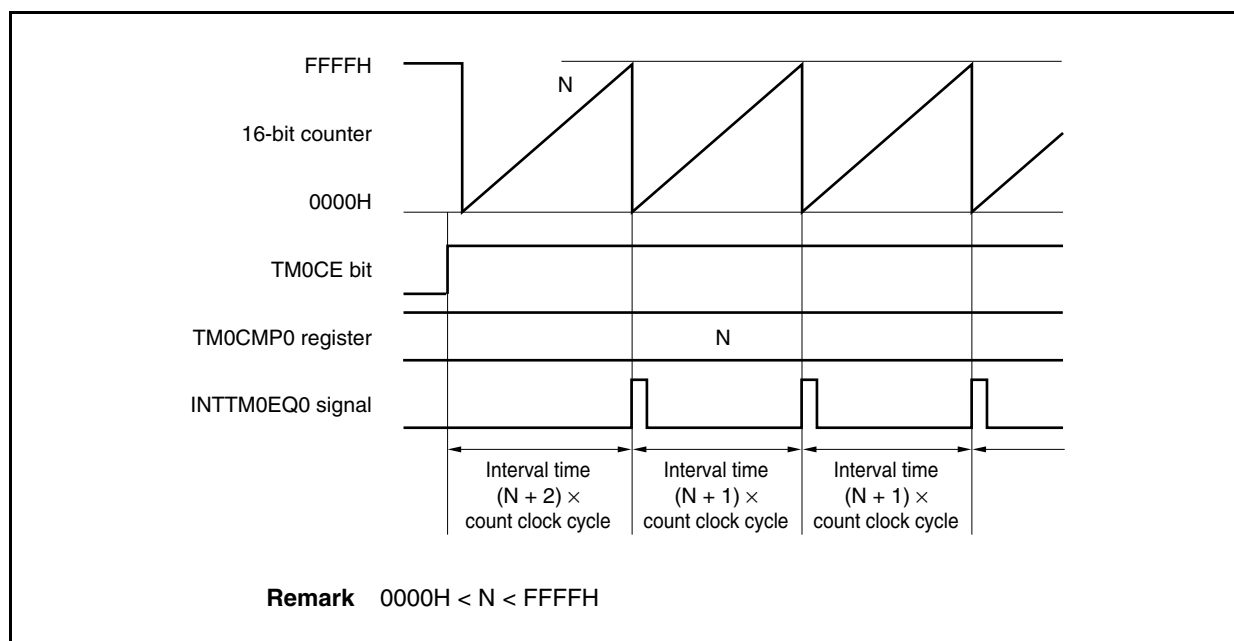 FFFFH
N
16-bit counter
0000H
TM0CE bit
TM0CMP0 register
N
INTTM0EQ0 signal
Interval time
(N + 2) ×
count clock cycle
Interval time
(N + 1) ×
count clock cycle
Interval time
(N + 1) ×
count clock cycle
Remark 0000H < N < FFFFH